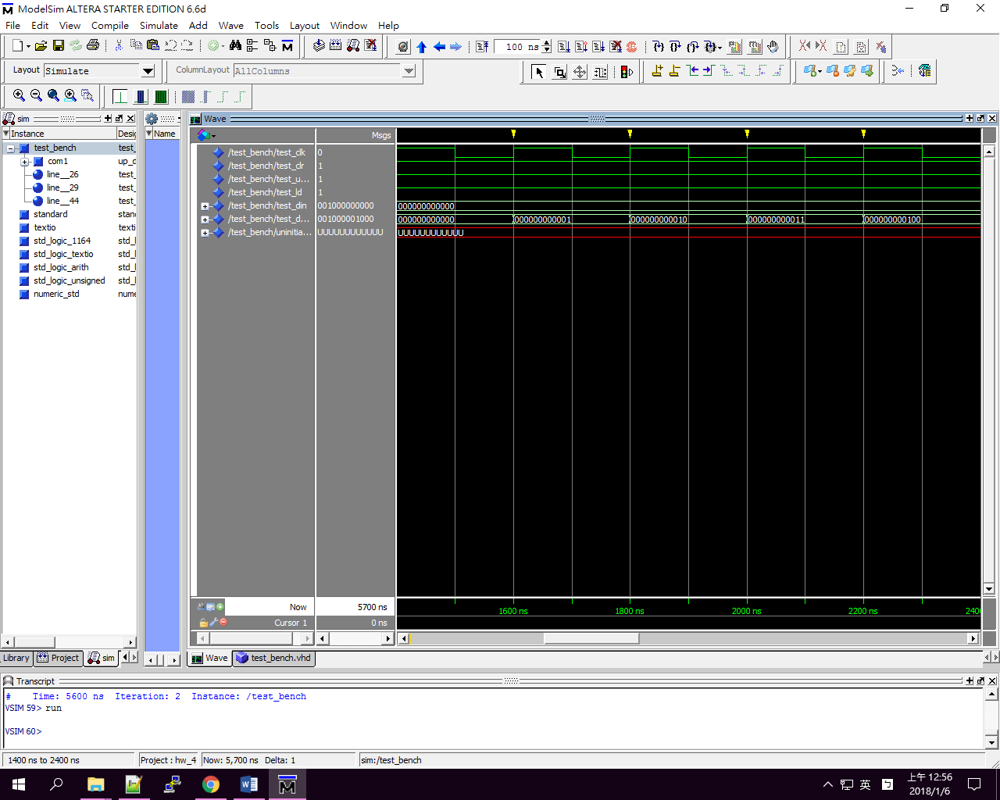 ModelSim ALTERA STARTER EDITION 6.6d
File Edit View Compile Simulate Add Wave Tools Layout Window Help
100 ns
Layout Simulate ColumnLayout AllColumns
sim Wave
Instance Desig Name Msgs
test_bench test_
com1 up_d
line__26 test_
line__29 test_
line__44 test_
standard stand
textio texti
std_logic_1164 std_l
std_logic_textio std_l
std_logic_arith std_l
std_logic_unsigned std_l
numeric_std nume
/test_bench/test_clk 0
/test_bench/test_clr 1
/test_bench/test_u... 1
/test_bench/test_ld 1
/test_bench/test_din 001000000000 000000000000
/test_bench/test_d... 001000001000 000000000000 000000000001 000000000010 000000000011 000000000100
/test_bench/uninitia... UUUUUUUUUUUU UUUUUUUUUUUU
Now 5700 ns 1600 ns 1800 ns 2000 ns 2200 ns 2400
Cursor 1 0 ns
Library Project sim Wave test_bench.vhd
Transcript
# Time: 5600 ns Iteration: 2 Instance: /test_bench
VSIM 59> run
VSIM 60>
1400 ns to 2400 ns Project : hw_4 Now: 5,700 ns Delta: 1 sim:/test_bench
英 ㄅ 上午 12:56
2018/1/6